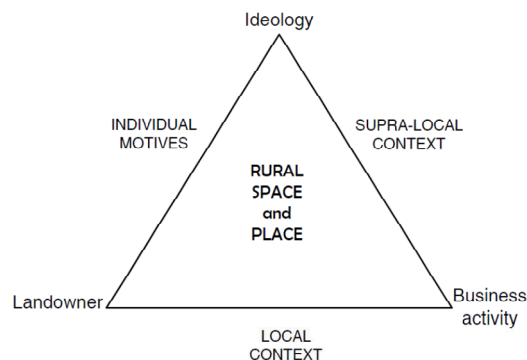 Ideology
INDIVIDUAL
MOTIVES
SUPRA-LOCAL
CONTEXT
RURAL
SPACE
and
PLACE
Landowner
Business
activity
LOCAL
CONTEXT